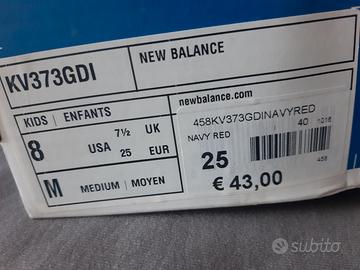 KV373GDI
NEW BALANCE
KIDS | ENFANTS
8
USA
7½
UK
25
EUR
M
MEDIUM | MOYEN
newbalance.com
458KV373GDINAVYRED
NAVY RED
40
1016
25
458
€ 43,00
subito